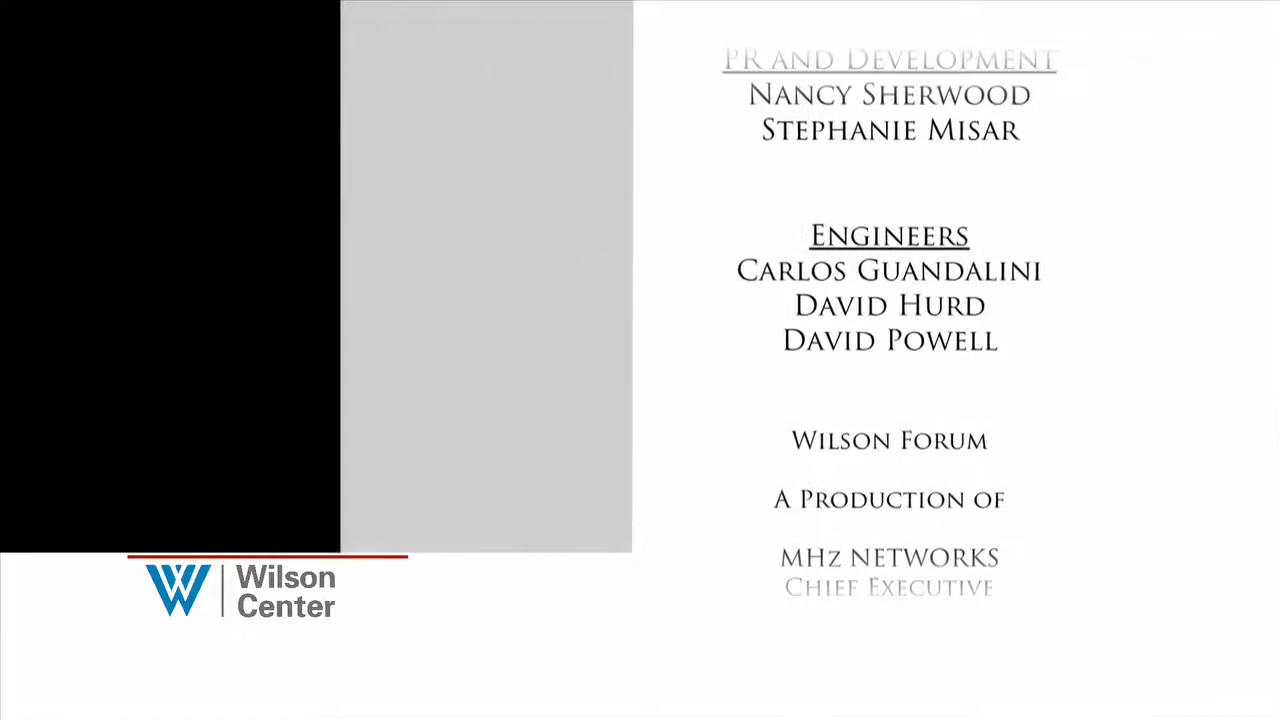 PR and Development
Nancy Sherwood
Stephanie Misar
Engineers
Carlos Guandalini
David Hurd
David Powell
Wilson Forum
A Production of
MHz NETWORKS
Chief Executive
Wilson
Center